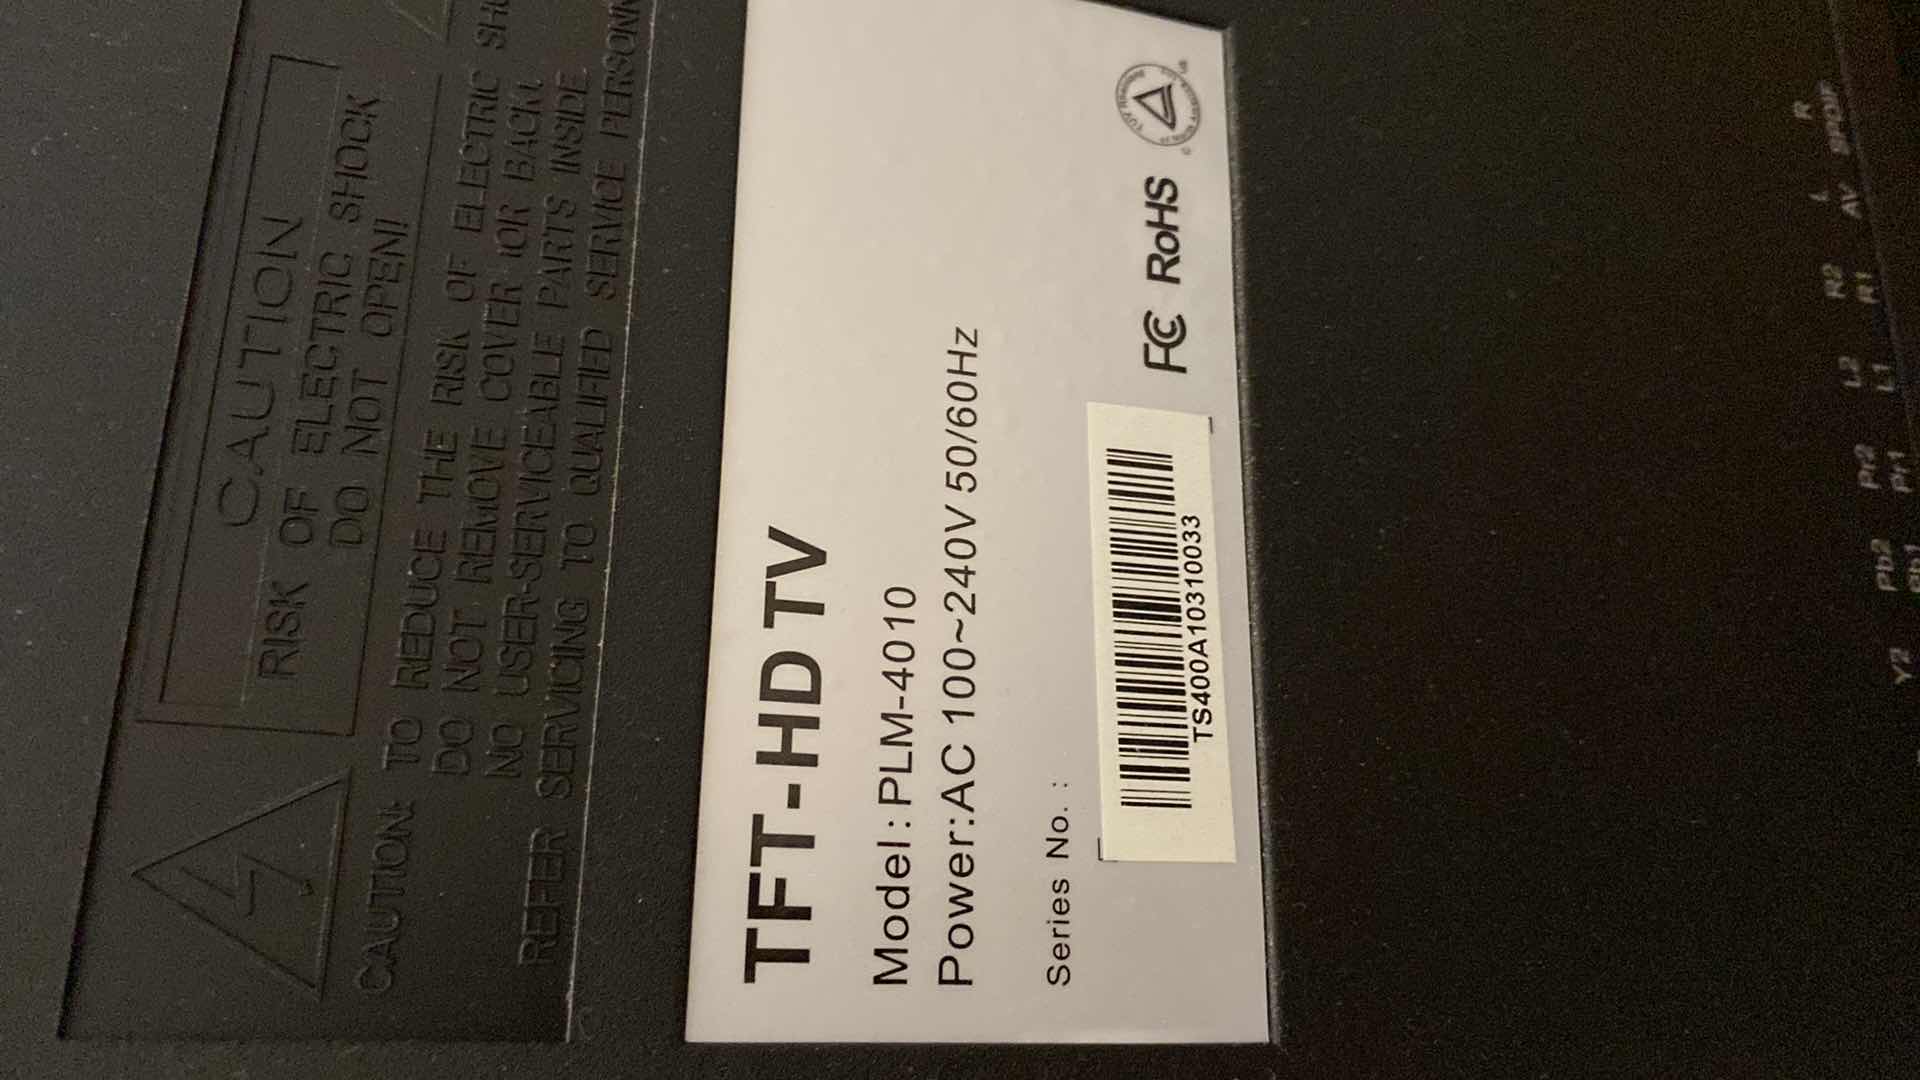 CAUTION
RISK OF ELECTRIC SHOCK
DO NOT OPEN!
CAUTION: TO REDUCE THE RISK OF ELECTRIC
DO NOT REMOVE COVER (OR BACK).
NO USER-SERVICEABLE PARTS INSIDE.
REFER SERVICING TO QUALIFIED SERVICE
TFT-HD TV
Model : PLM-4010
Power:AC 100~240V 50/60Hz
Series No. :
TS400A10310033
FC RoHS
TUV Rheinland
R
L AV SPDIF
R2 R1
L2 L1
Pr2 Pr1
Pb2 Pb1
Y2